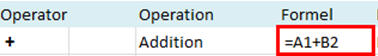 Operator Operation Formel
+ Addition =A1+B2